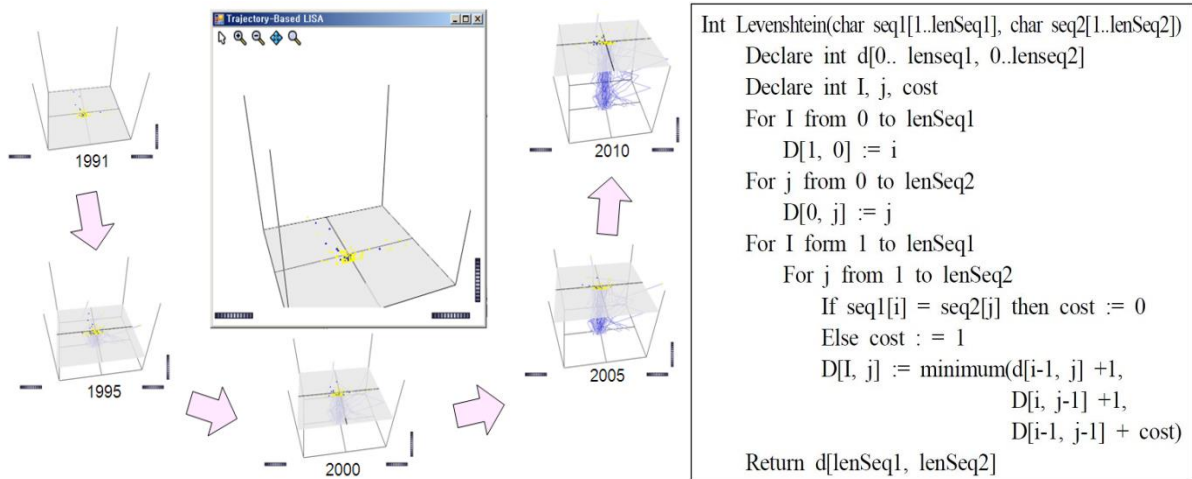 Trajectory-Based LISA
1991
1995
2000
2005
2010
Int Levenshtein(char seq1[1..lenSeq1], char seq2[1..lenSeq2])
Declare int d[0.. lenseq1, 0..lenseq2]
Declare int I, j, cost
For I from 0 to lenSeq1
D[1, 0] := i
For j from 0 to lenSeq2
D[0, j] := j
For I form 1 to lenSeq1
For j from 1 to lenSeq2
If seq1[i] = seq2[j] then cost := 0
Else cost : = 1
D[I, j] := minimum(d[i-1, j] +1,
D[i, j-1] +1,
D[i-1, j-1] + cost)
Return d[lenSeq1, lenSeq2]